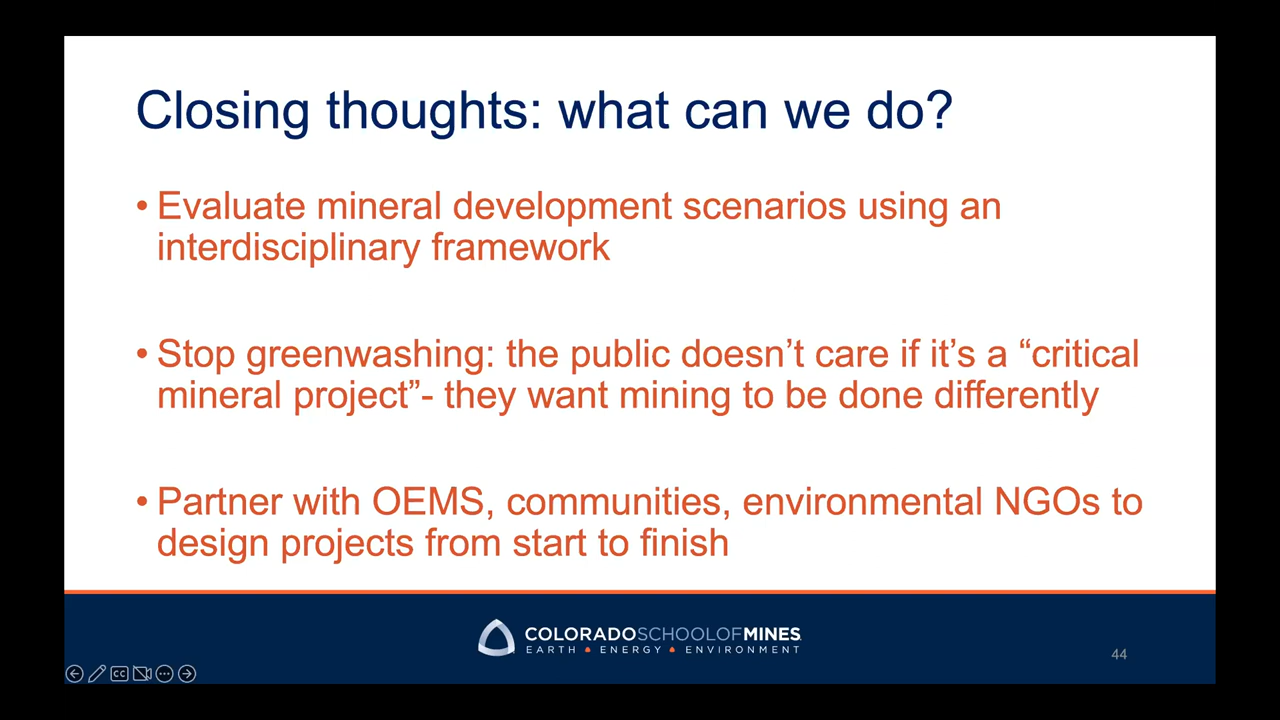 Closing thoughts: what can we do?
• Evaluate mineral development scenarios using an
interdisciplinary framework
• Stop greenwashing: the public doesn’t care if it’s a “critical
mineral project”- they want mining to be done differently
• Partner with OEMS, communities, environmental NGOs to
design projects from start to finish
COLORADOSCHOOLOFMINES
EARTH • ENERGY • ENVIRONMENT
44
CC